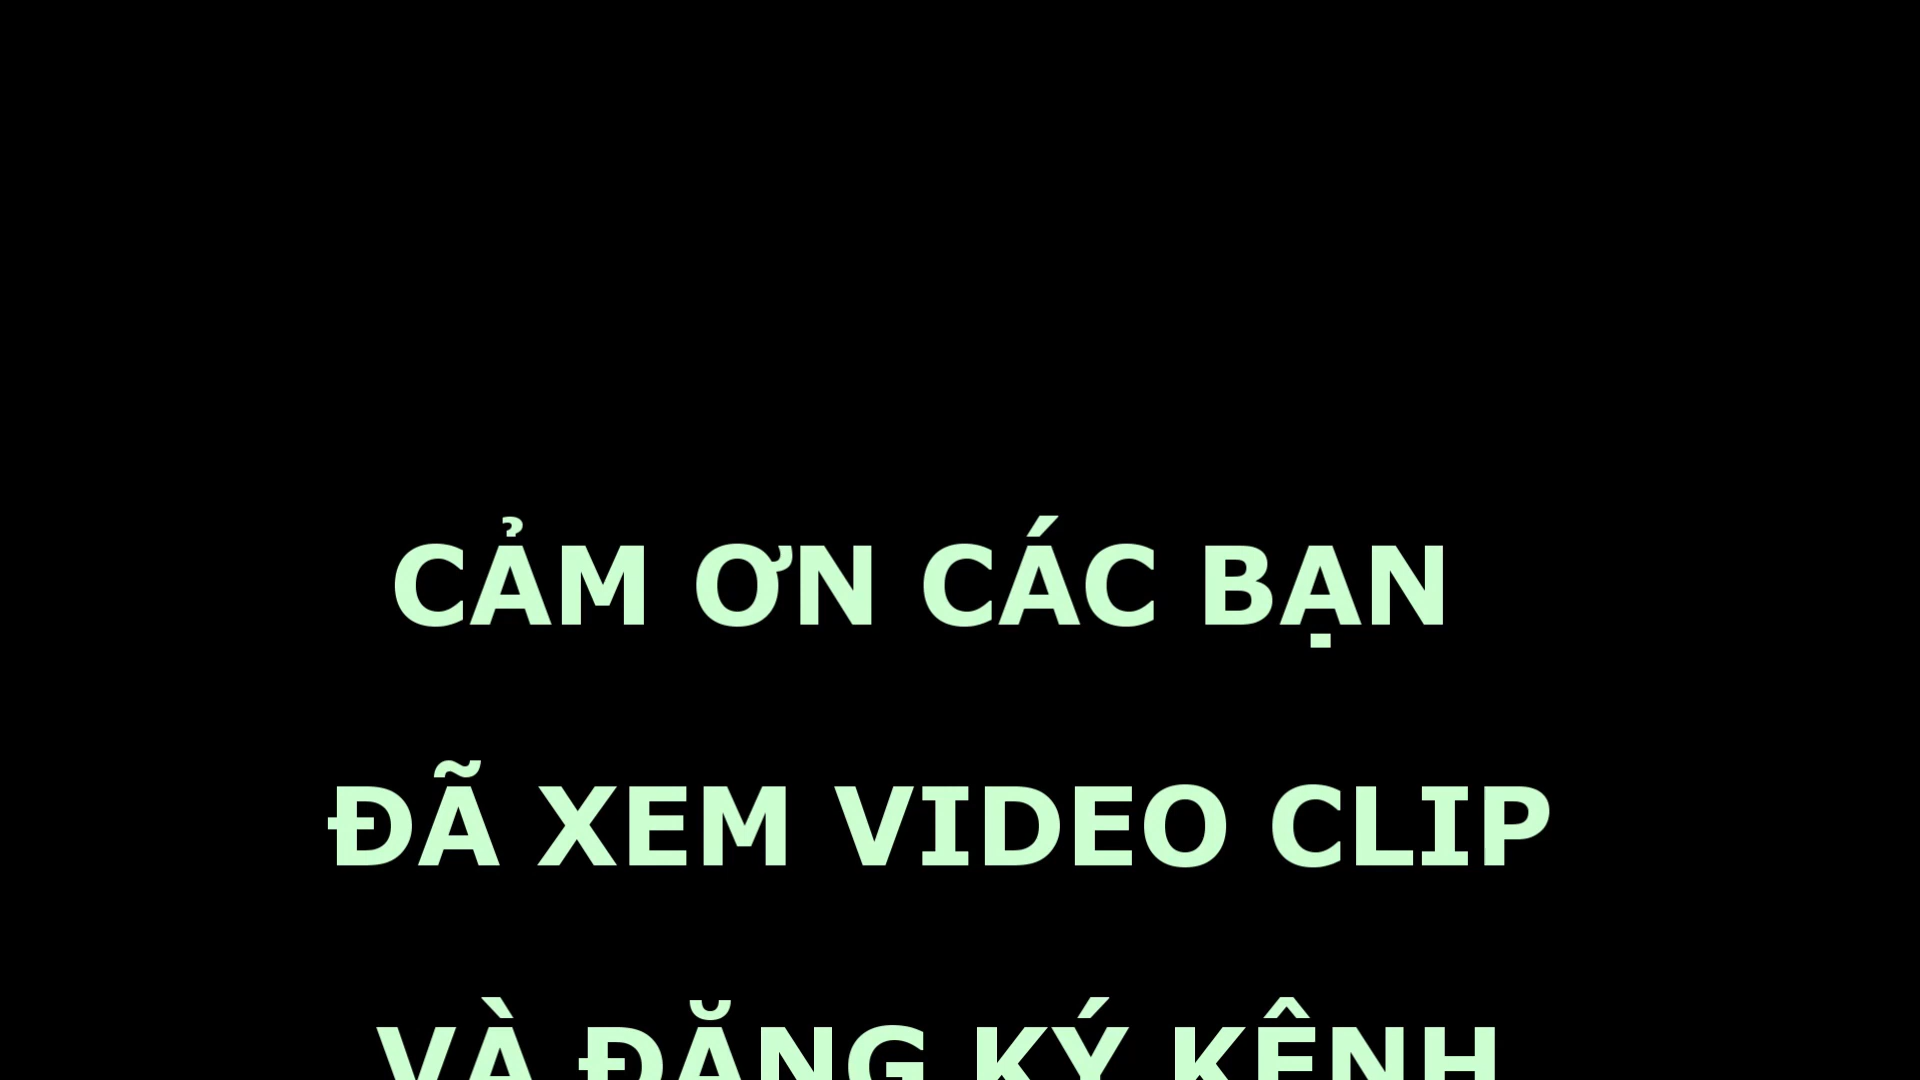 CẢM ƠN CÁC BẠN
ĐÃ XEM VIDEO CLIP
VÀ ĐĂNG KÝ KÊNH